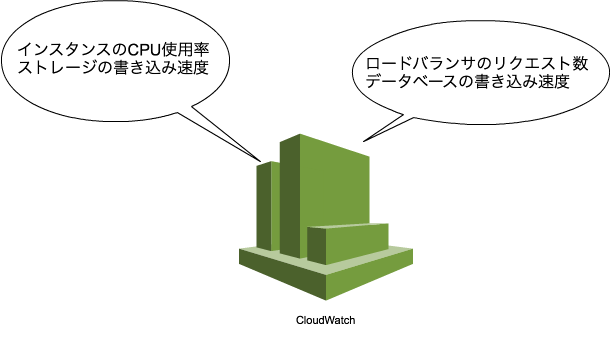 インスタンスのCPU使用率
ストレージの書き込み速度
ロードバランサのリクエスト数
データベースの書き込み速度
CloudWatch